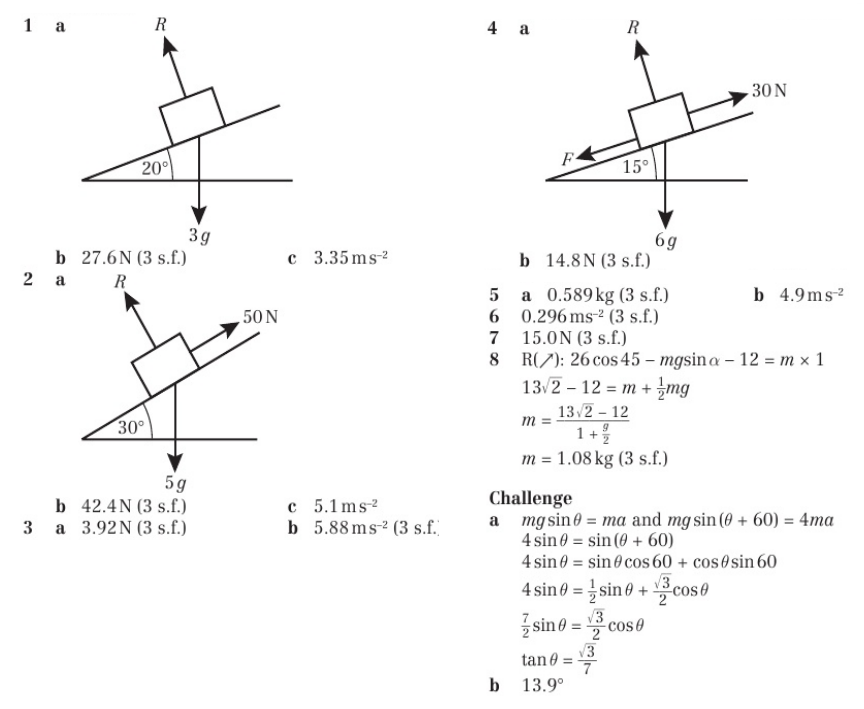 1 a
R
20°
3g
b 27.6 N (3 s.f.) c 3.35 m s⁻²
2 a
R
50 N
30°
5g
b 42.4 N (3 s.f.) c 5.1 m s⁻²
3 a 3.92 N (3 s.f.) b 5.88 m s⁻² (3 s.f.
4 a
R
30 N
F
15°
6g
b 14.8 N (3 s.f.)
5 a 0.589 kg (3 s.f.) b 4.9 m s⁻²
6 0.296 ms⁻² (3 s.f.)
7 15.0 N (3 s.f.)
8 R(↗): 26 cos 45 − mg sin α − 12 = m × 1
13√2 − 12 = m + ½mg
m = (13√2 − 12)/(1 + g/2)
m = 1.08 kg (3 s.f.)
Challenge
a mg sin θ = ma and mg sin (θ + 60) = 4ma
4 sin θ = sin (θ + 60)
4 sin θ = sin θ cos 60 + cos θ sin 60
4 sin θ = ½ sin θ + √3/2 cos θ
7/2 sin θ = √3/2 cos θ
tan θ = √3/7
b 13.9°